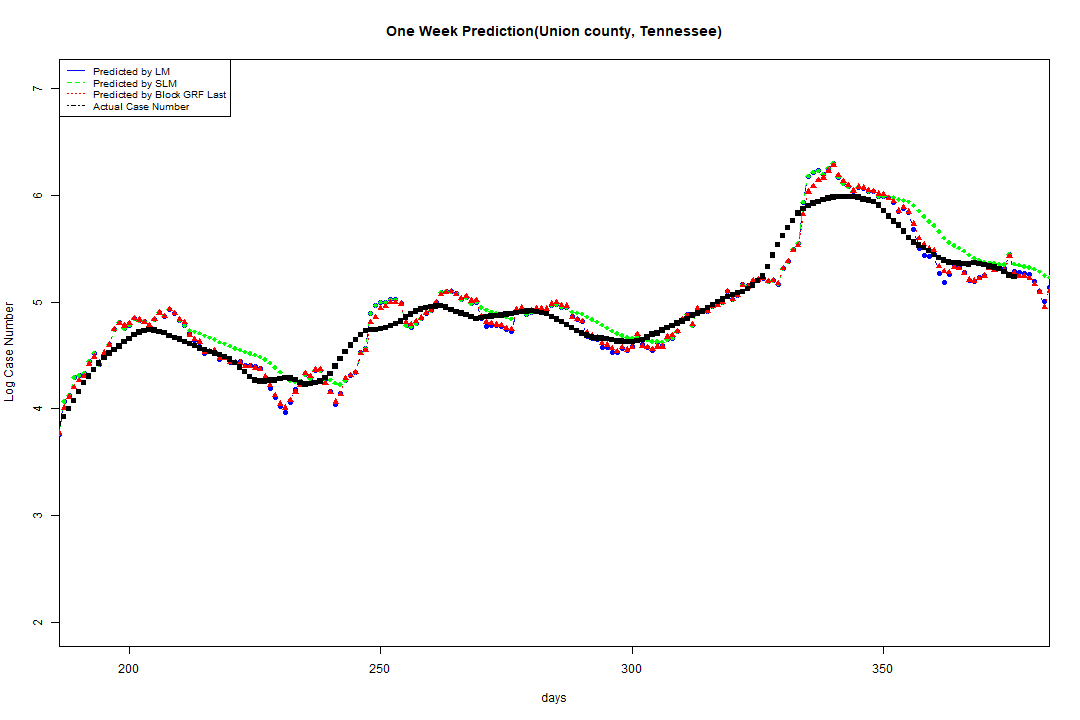 One Week Prediction(Union county, Tennessee)
Predicted by LM
Predicted by SLM
Predicted by Block GRF Last
Actual Case Number
7
6
5
4
3
2
Log Case Number
200
250
300
350
days